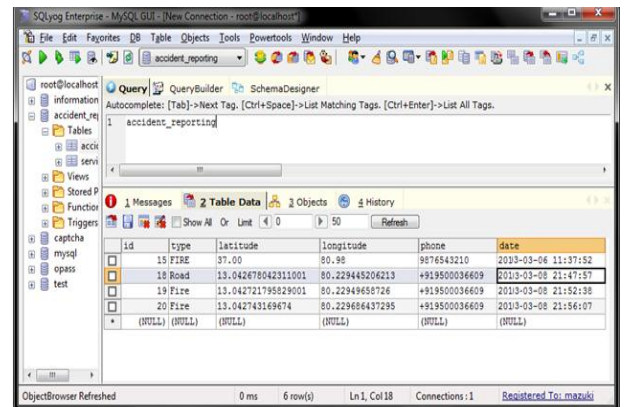 SQLyog Enterprise - MySQL GUI - [New Connection - root@localhost*]
File Edit Favorites DB Table Objects Tools Powertools Window Help
accident_reporting
root@localhost
information
accident_rej
Tables
accid
servi
Views
Stored P
Function
Triggers
captcha
mysql
opass
test
Query QueryBuilder SchemaDesigner
Autocomplete: [Tab]->Next Tag. [Ctrl+Space]->List Matching Tags. [Ctrl+Enter]->List All Tags.
1 accident_reporting
1 Messages 2 Table Data 3 Objects 4 History
Show All Or Limit 0 50 Refresh
id type latitude longitude phone date
15 FIRE 37.00 80.98 9876543210 2013-03-06 11:37:52
18 Road 13.042678042311001 80.229445206213 +919500036609 2013-03-08 21:47:57
19 Fire 13.042721795829001 80.22949658726 +919500036609 2013-03-08 21:52:38
20 Fire 13.042743169674 80.229686437295 +919500036609 2013-03-08 21:56:07
* (NULL) (NULL) (NULL) (NULL) (NULL) (NULL)
ObjectBrowser Refreshed 0 ms 6 row(s) Ln 1, Col 18 Connections : 1 Registered To: mazuki